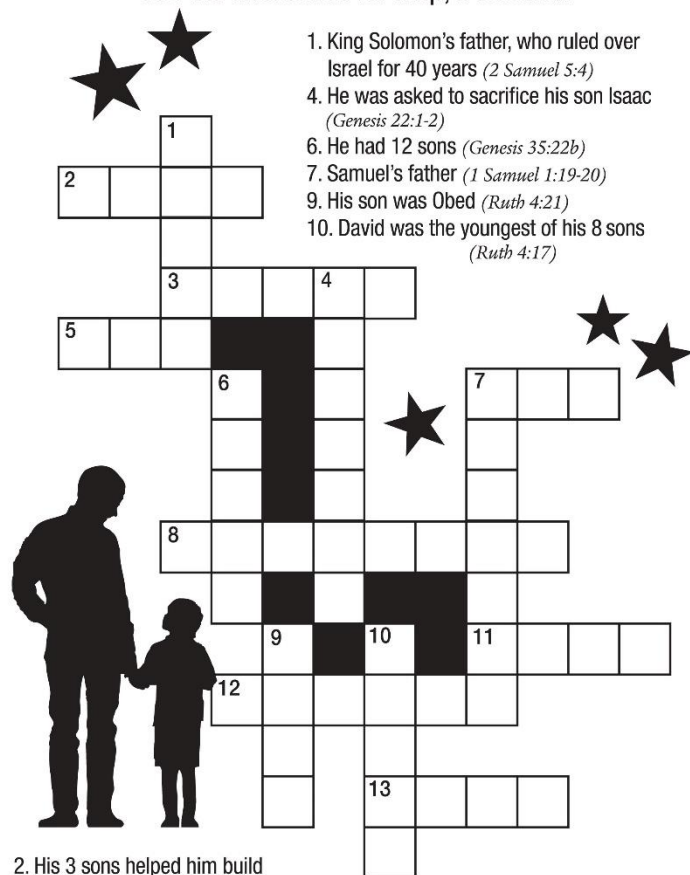 1. King Solomon's father, who ruled over
Israel for 40 years (2 Samuel 5:4)
4. He was asked to sacrifice his son Isaac
(Genesis 22:1-2)
6. He had 12 sons (Genesis 35:22b)
7. Samuel's father (1 Samuel 1:19-20)
9. His son was Obed (Ruth 4:21)
10. David was the youngest of his 8 sons
(Ruth 4:17)
1
2
3
4
5
6
7
8
9
10
11
12
13
2. His 3 sons helped him build